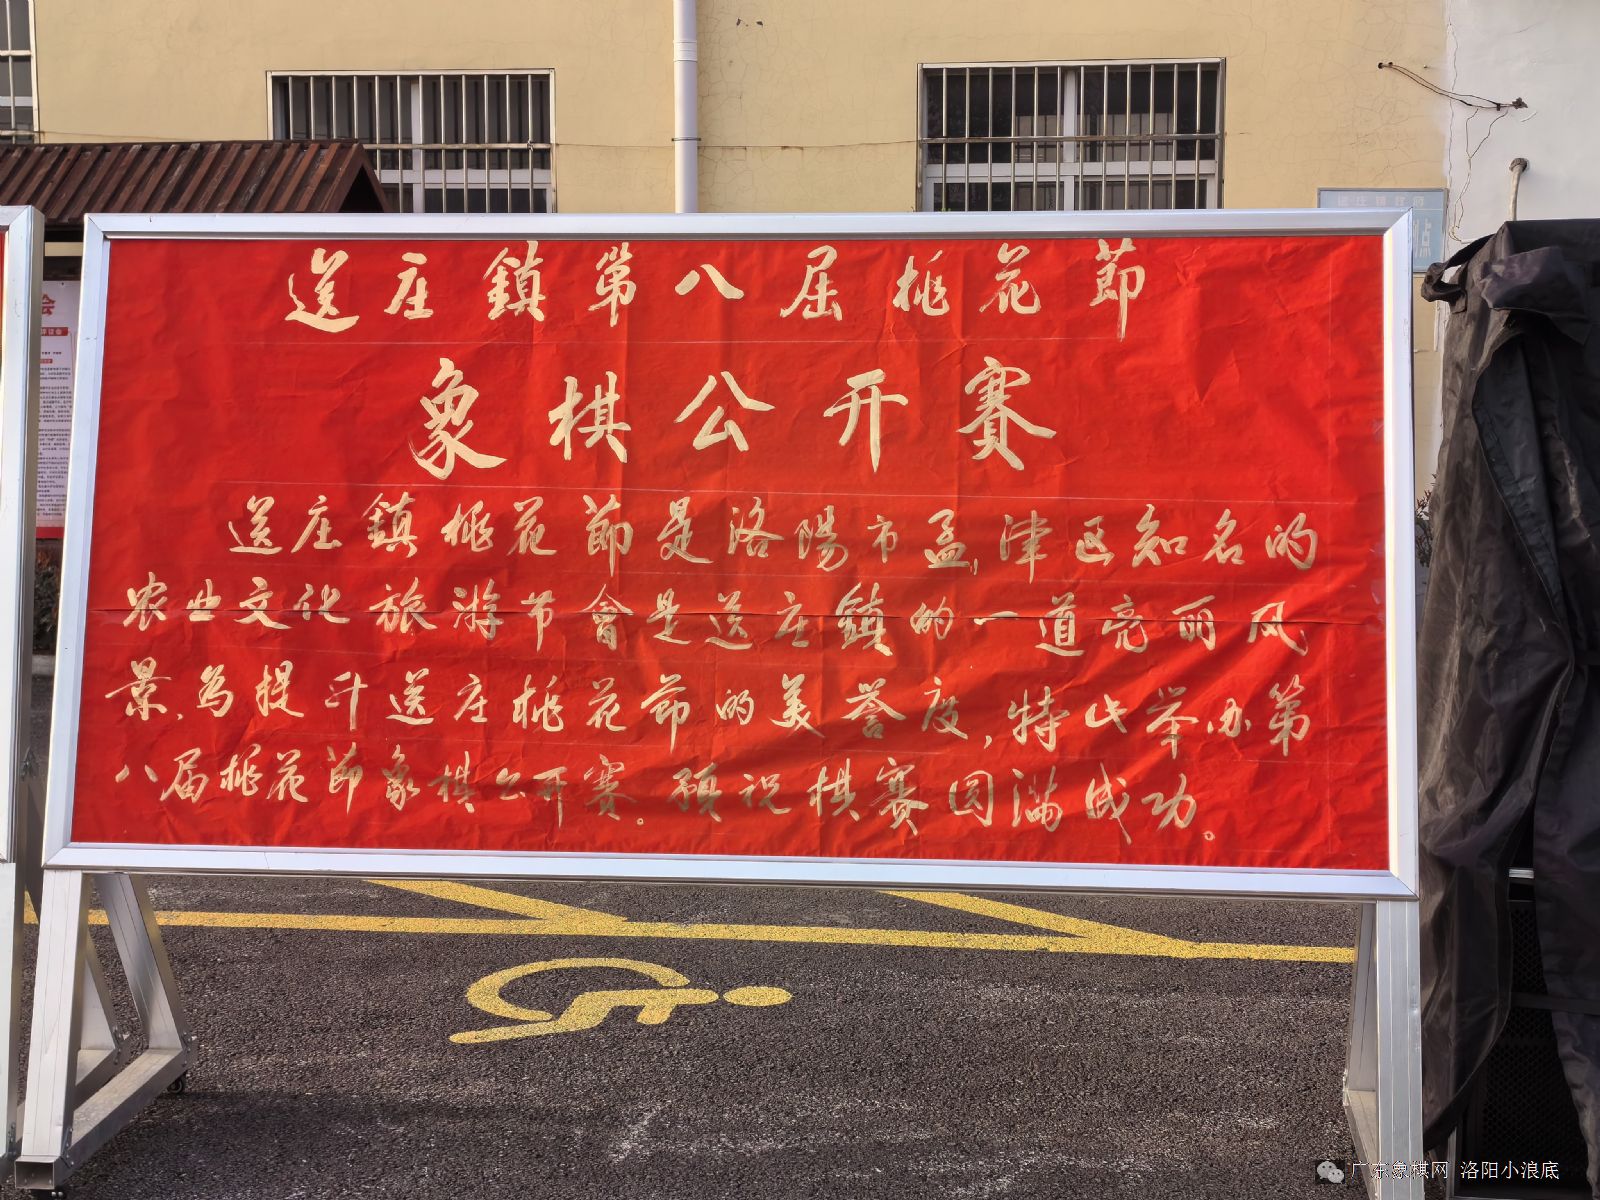 送庄鎮第八届桃花節
象棋公开賽
送庄鎮桃花節是洛陽市孟津区知名的
农业文化旅游节會是送庄鎮的一道亮丽风
景,为提升送庄桃花節的美誉度,特此举办第
八届桃花節象棋公开赛。预祝棋赛圆满成功。
广东象棋网 洛阳小浪底